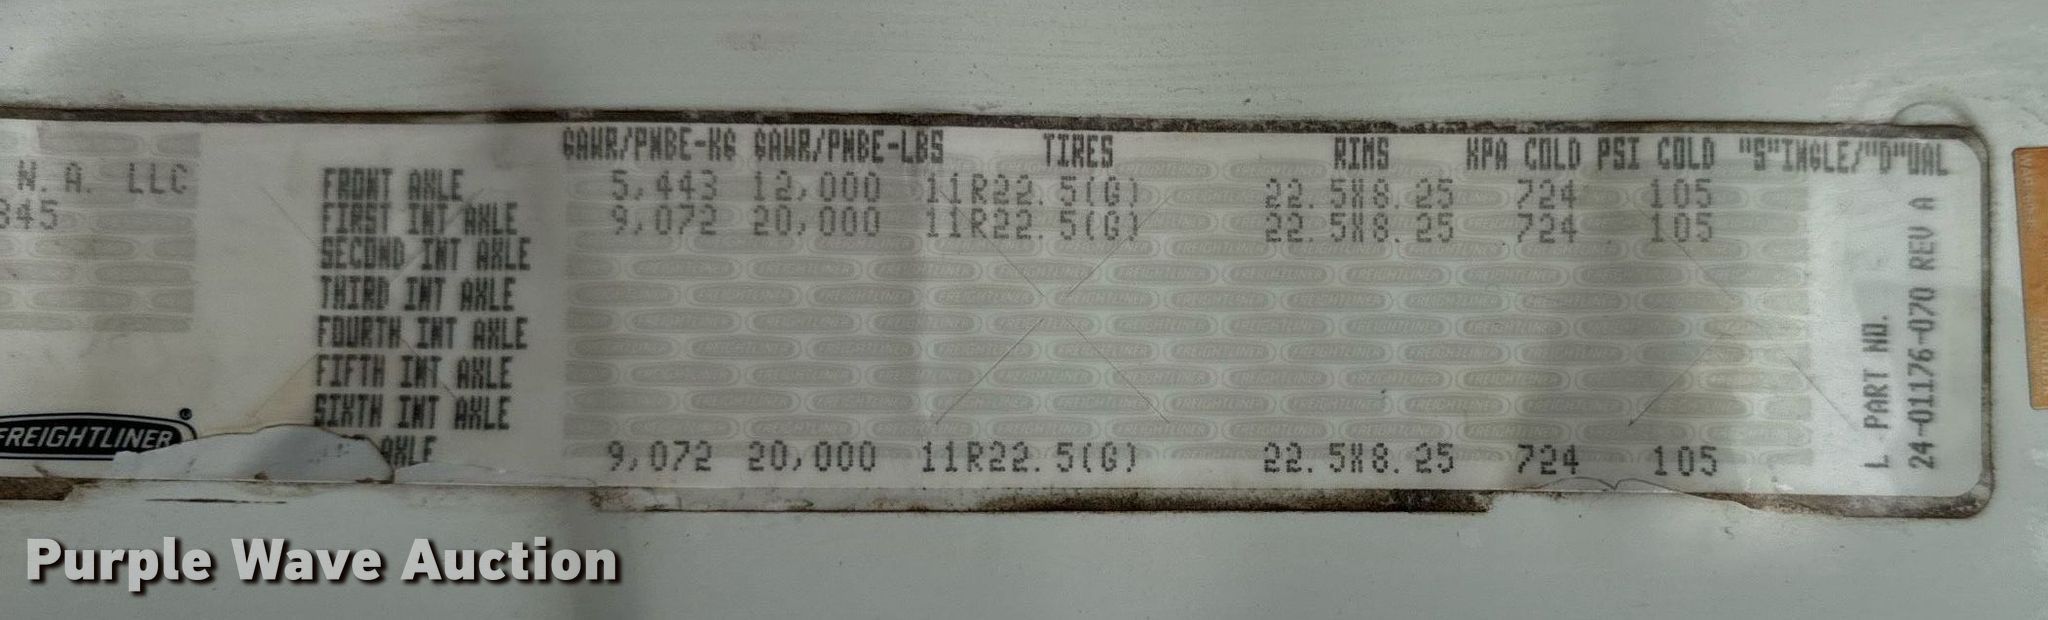 GAWR/PNBE-KG GAWR/PNBE-LBS TIRES RIMS KPA COLD PSI COLD "S"INGLE/"D"UAL
N. A. LLC
345
FRONT AXLE 5,443 12,000 11R22.5(G) 22.5X8.25 724 105
FIRST INT AXLE 9,072 20,000 11R22.5(G) 22.5X8.25 724 105
SECOND INT AXLE
THIRD INT AXLE
FOURTH INT AXLE
FIFTH INT AXLE
SIXTH INT AXLE
AXLE 9,072 20,000 11R22.5(G) 22.5X8.25 724 105
FREIGHTLINER
L PART NO.
24-01176-070 REV A
Purple Wave Auction